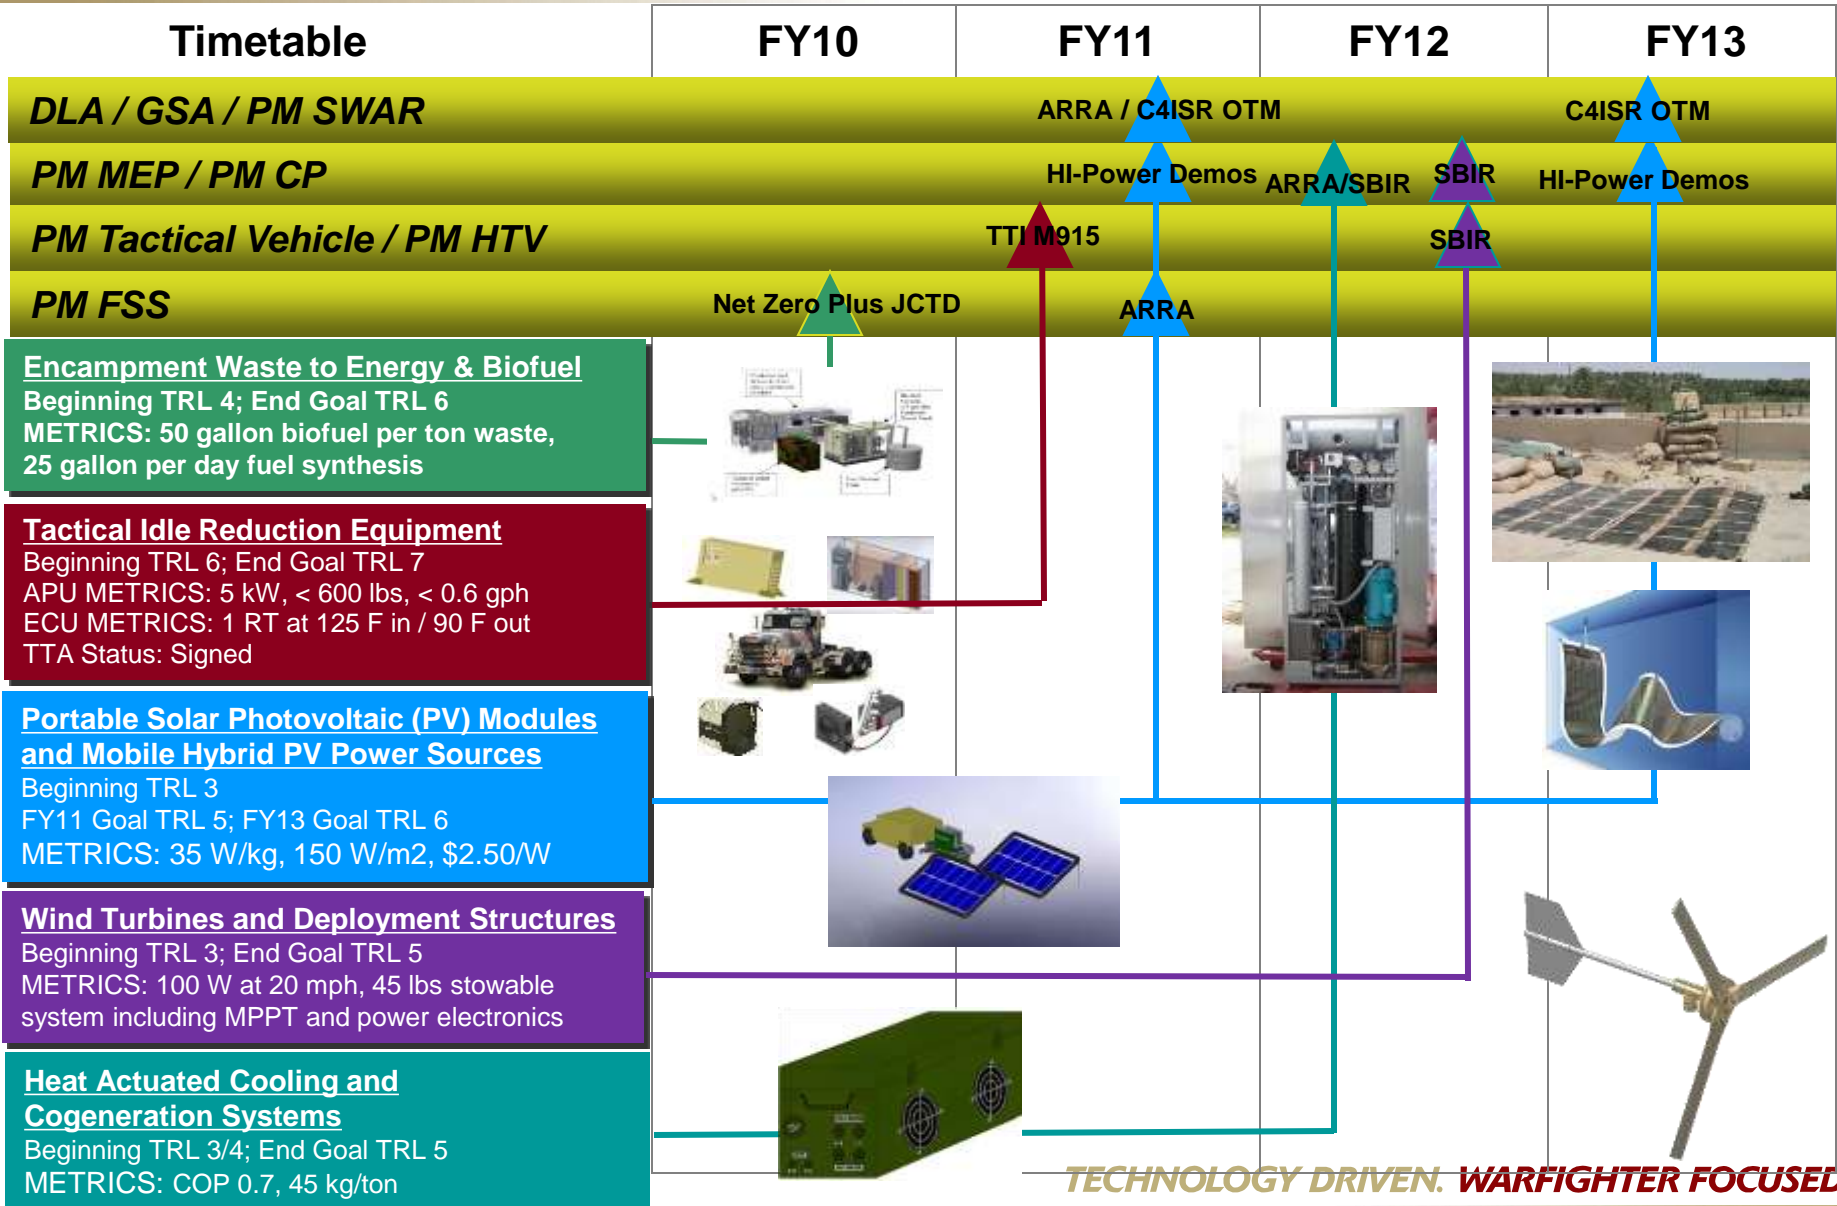 Timetable FY10 FY11 FY12 FY13
DLA / GSA / PM SWAR ARRA / C4ISR OTM C4ISR OTM
PM MEP / PM CP HI-Power Demos ARRA/SBIR SBIR HI-Power Demos
PM Tactical Vehicle / PM HTV TTI M915 SBIR
PM FSS Net Zero Plus JCTD ARRA
Encampment Waste to Energy & Biofuel
Beginning TRL 4; End Goal TRL 6
METRICS: 50 gallon biofuel per ton waste,
25 gallon per day fuel synthesis
Tactical Idle Reduction Equipment
Beginning TRL 6; End Goal TRL 7
APU METRICS: 5 kW, < 600 lbs, < 0.6 gph
ECU METRICS: 1 RT at 125 F in / 90 F out
TTA Status: Signed
Portable Solar Photovoltaic (PV) Modules
and Mobile Hybrid PV Power Sources
Beginning TRL 3
FY11 Goal TRL 5; FY13 Goal TRL 6
METRICS: 35 W/kg, 150 W/m2, $2.50/W
Wind Turbines and Deployment Structures
Beginning TRL 3; End Goal TRL 5
METRICS: 100 W at 20 mph, 45 lbs stowable
system including MPPT and power electronics
Heat Actuated Cooling and
Cogeneration Systems
Beginning TRL 3/4; End Goal TRL 5
METRICS: COP 0.7, 45 kg/ton
TECHNOLOGY DRIVEN. WARFIGHTER FOCUSED